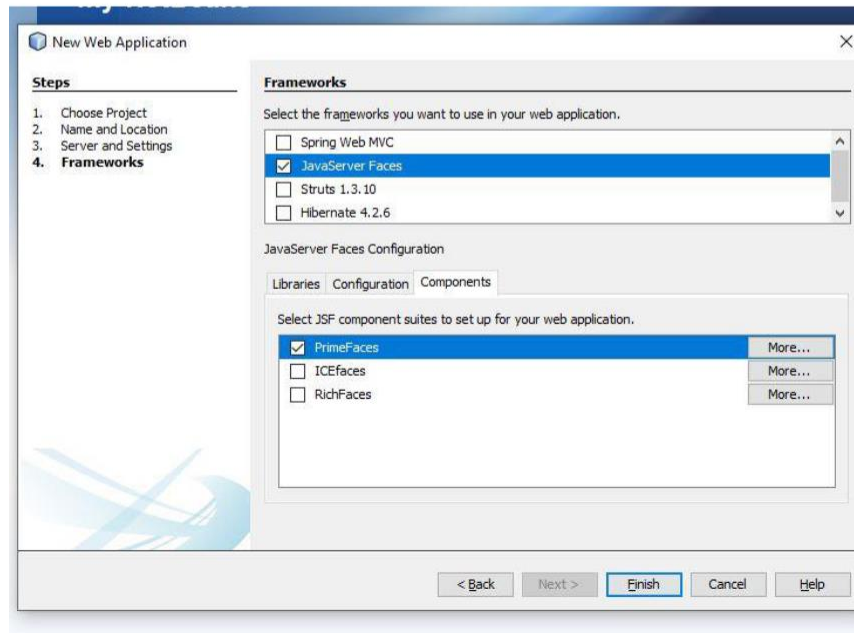 New Web Application
Steps
1. Choose Project
2. Name and Location
3. Server and Settings
4. Frameworks
Frameworks
Select the frameworks you want to use in your web application.
Spring Web MVC
JavaServer Faces
Struts 1.3.10
Hibernate 4.2.6
JavaServer Faces Configuration
Libraries Configuration Components
Select JSF component suites to set up for your web application.
PrimeFaces More...
ICEfaces More...
RichFaces More...
< Back Next > Finish Cancel Help